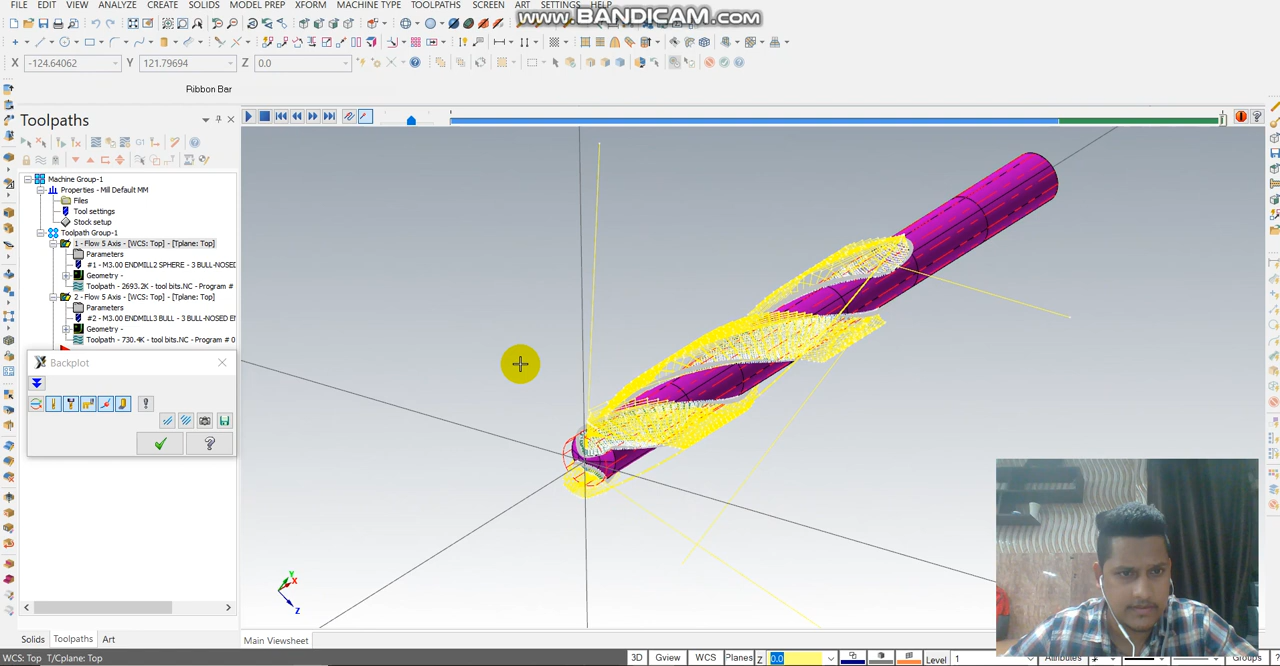 FILE EDIT VIEW ANALYZE CREATE SOLIDS MODEL PREP XFORM MACHINE TYPE TOOLPATHS SCREEN ART SETTINGS HELP
www.BANDICAM.com
X -124.64062 Y 121.79694 Z 0.0
Ribbon Bar
Toolpaths
Machine Group-1
Properties - Mill Default MM
Files
Tool settings
Stock setup
Toolpath Group-1
1 - Flow 5 Axis - [WCS: Top] - [Tplane: Top]
Parameters
#1 - M3.00 ENDMILL2 SPHERE - 3 BULL-NOSED
Geometry -
Toolpath - 2693.2K - tool bits.NC - Program #
2 - Flow 5 Axis - [WCS: Top] - [Tplane: Top]
Parameters
#2 - M3.00 ENDMILL3 BULL - 3 BULL-NOSED E
Geometry -
Toolpath - 730.4K - tool bits.NC - Program # 0
Backplot
Y
X
Z
Solids Toolpaths Art
Main Viewsheet
WCS: Top T/Cplane: Top
3D Gview WCS Planes Z 0.0 Level 1 Attributes Groups